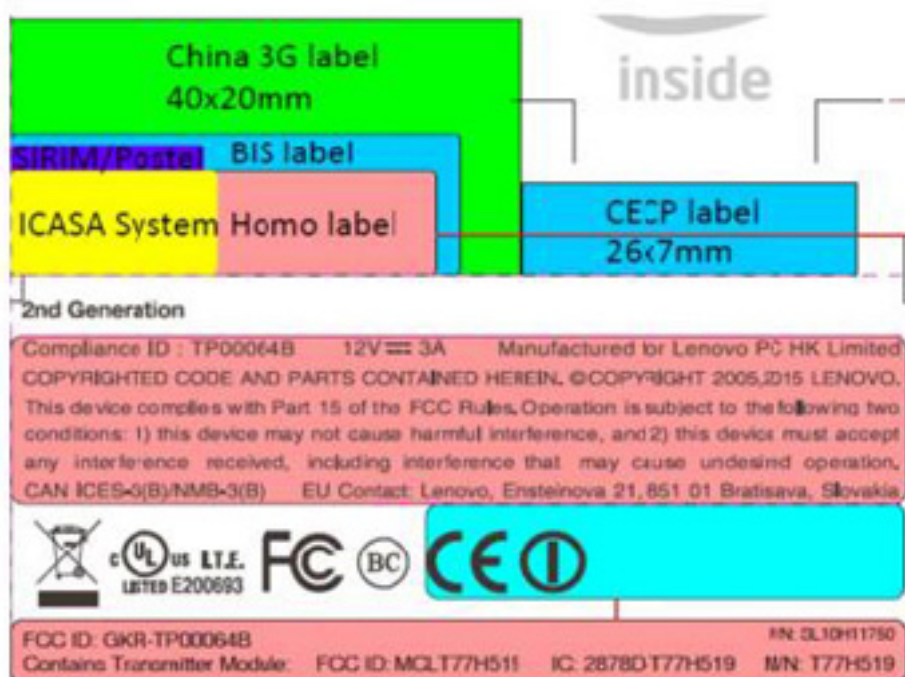 inside
China 3G label
40x20mm
SIRIM/Postel BIS label
ICASA System Homo label
CECP label
26x7mm
2nd Generation
Compliance ID : TP00064B 12V⎓3A Manufactured for Lenovo PC HK Limited
COPYRIGHTED CODE AND PARTS CONTAINED HEREIN. ©COPYRIGHT 2005,2015 LENOVO.
This device complies with Part 15 of the FCC Rules. Operation is subject to the following two
conditions: 1) this device may not cause harmful interference, and 2) this device must accept
any interference received, including interference that may cause undesired operation.
CAN ICES-3(B)/NMB-3(B) EU Contact: Lenovo, Einsteinova 21, 851 01 Bratislava, Slovakia
c UL us I.T.E. FC BC CE
LISTED E200693
FCC ID: GKR-TP00064B P/N: SL10H11750
Contains Transmitter Module: FCC ID: MCLT77H519 IC: 2878D-T77H519 M/N: T77H519